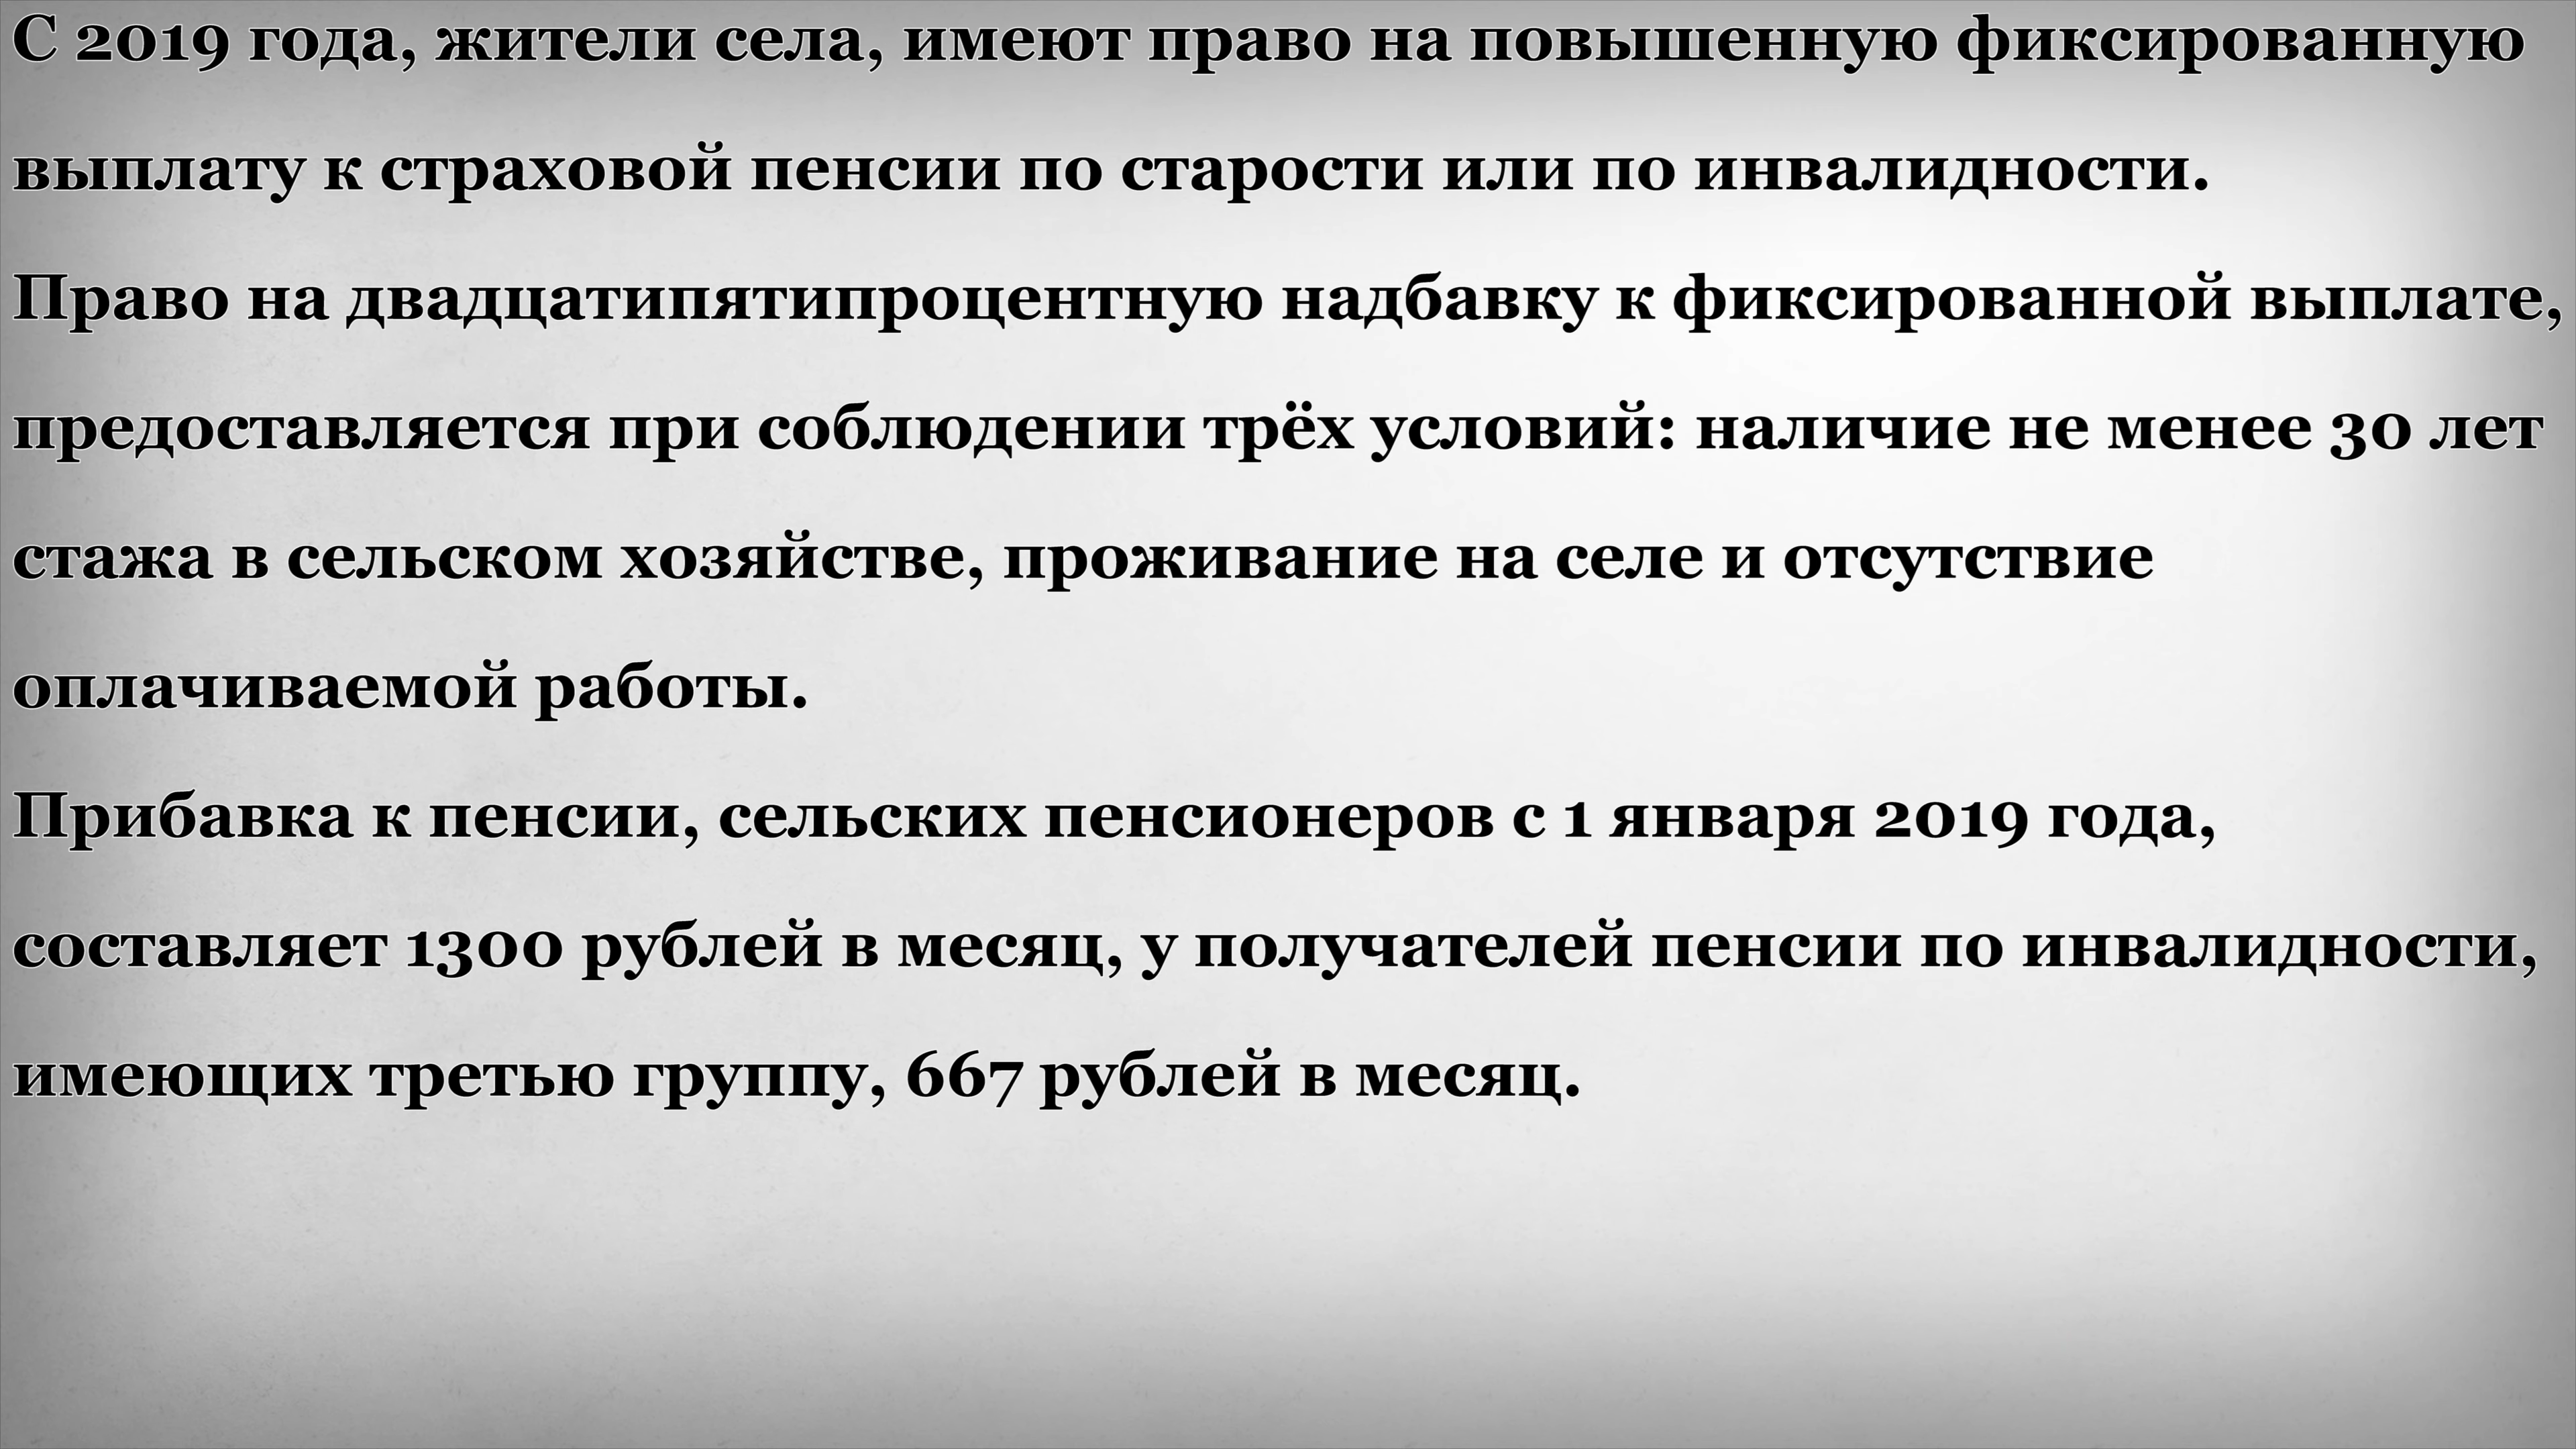 С 2019 года, жители села, имеют право на повышенную фиксированную
выплату к страховой пенсии по старости или по инвалидности.
Право на двадцатипятипроцентную надбавку к фиксированной выплате,
предоставляется при соблюдении трёх условий: наличие не менее 30 лет
стажа в сельском хозяйстве, проживание на селе и отсутствие
оплачиваемой работы.
Прибавка к пенсии, сельских пенсионеров с 1 января 2019 года,
составляет 1300 рублей в месяц, у получателей пенсии по инвалидности,
имеющих третью группу, 667 рублей в месяц.